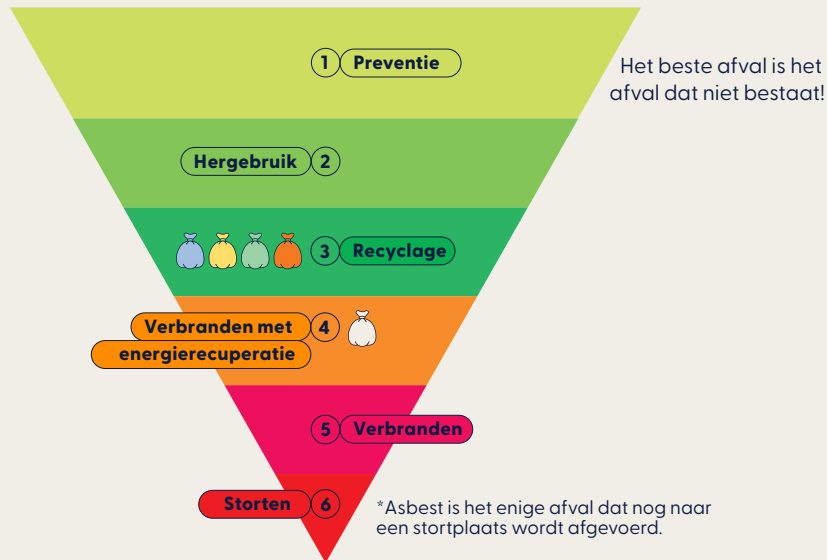 1 Preventie
Het beste afval is het
afval dat niet bestaat!
Hergebruik 2
3 Recyclage
Verbranden met 4
energierecuperatie
5 Verbranden
Storten 6
*Asbest is het enige afval dat nog naar
een stortplaats wordt afgevoerd.